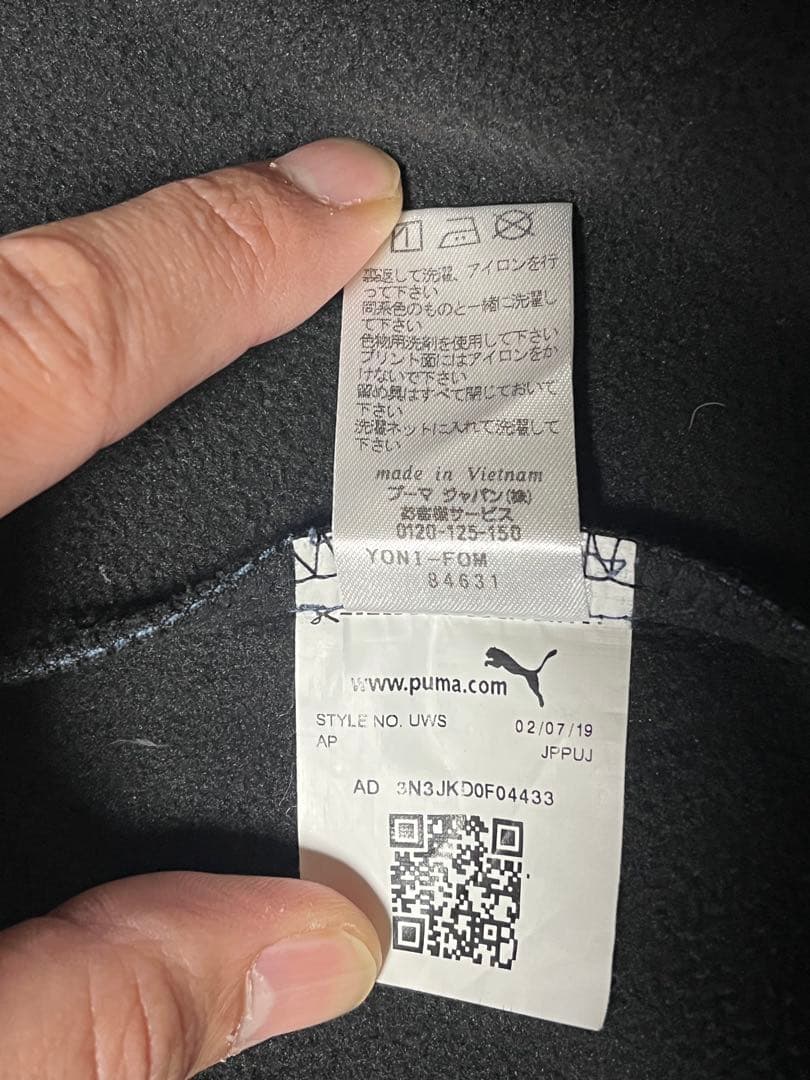 裏返して洗濯、アイロンを行
って下さい
同系色のものと一緒に洗濯し
て下さい
色物用洗剤を使用して下さい
プリント面にはアイロンをか
けないで下さい
留め具はすべて閉じておいて
下さい
洗濯ネットに入れて洗濯して
下さい
made in Vietnam
プーマ ジャパン(株)
お客様サービス
0120-125-150
YONI-FOM
84631
www.puma.com
STYLE NO. UWS 02/07/19
AP JPPUJ
AD 3N3JKD0F04433